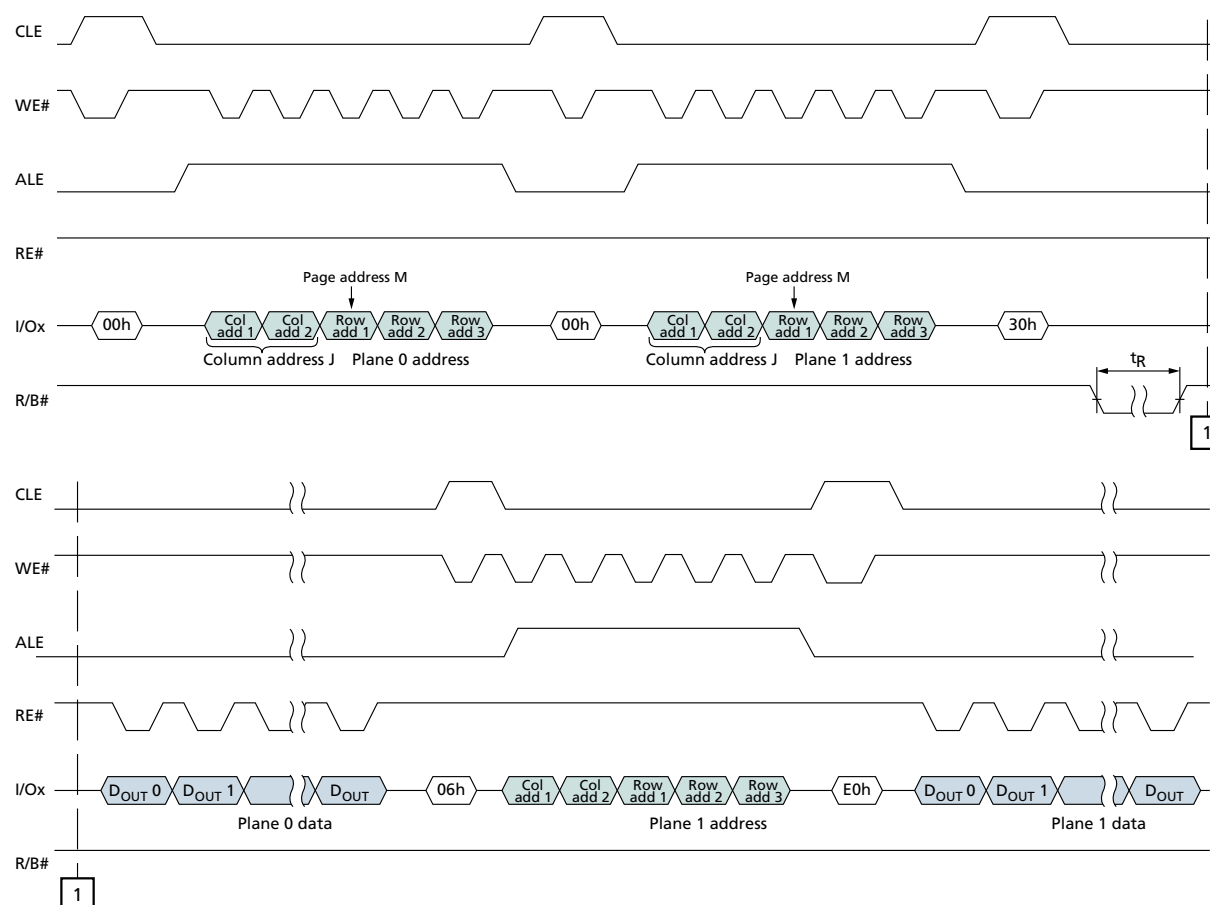 CLE
WE#
ALE
RE#
Page address M
Page address M
I/Ox
00h
Col add 1
Col add 2
Row add 1
Row add 2
Row add 3
00h
Col add 1
Col add 2
Row add 1
Row add 2
Row add 3
30h
Column address J
Plane 0 address
Column address J
Plane 1 address
tR
R/B#
1
CLE
WE#
ALE
RE#
I/Ox
DOUT 0
DOUT 1
DOUT
06h
Col add 1
Col add 2
Row add 1
Row add 2
Row add 3
E0h
DOUT 0
DOUT 1
DOUT
Plane 0 data
Plane 1 address
Plane 1 data
R/B#
1